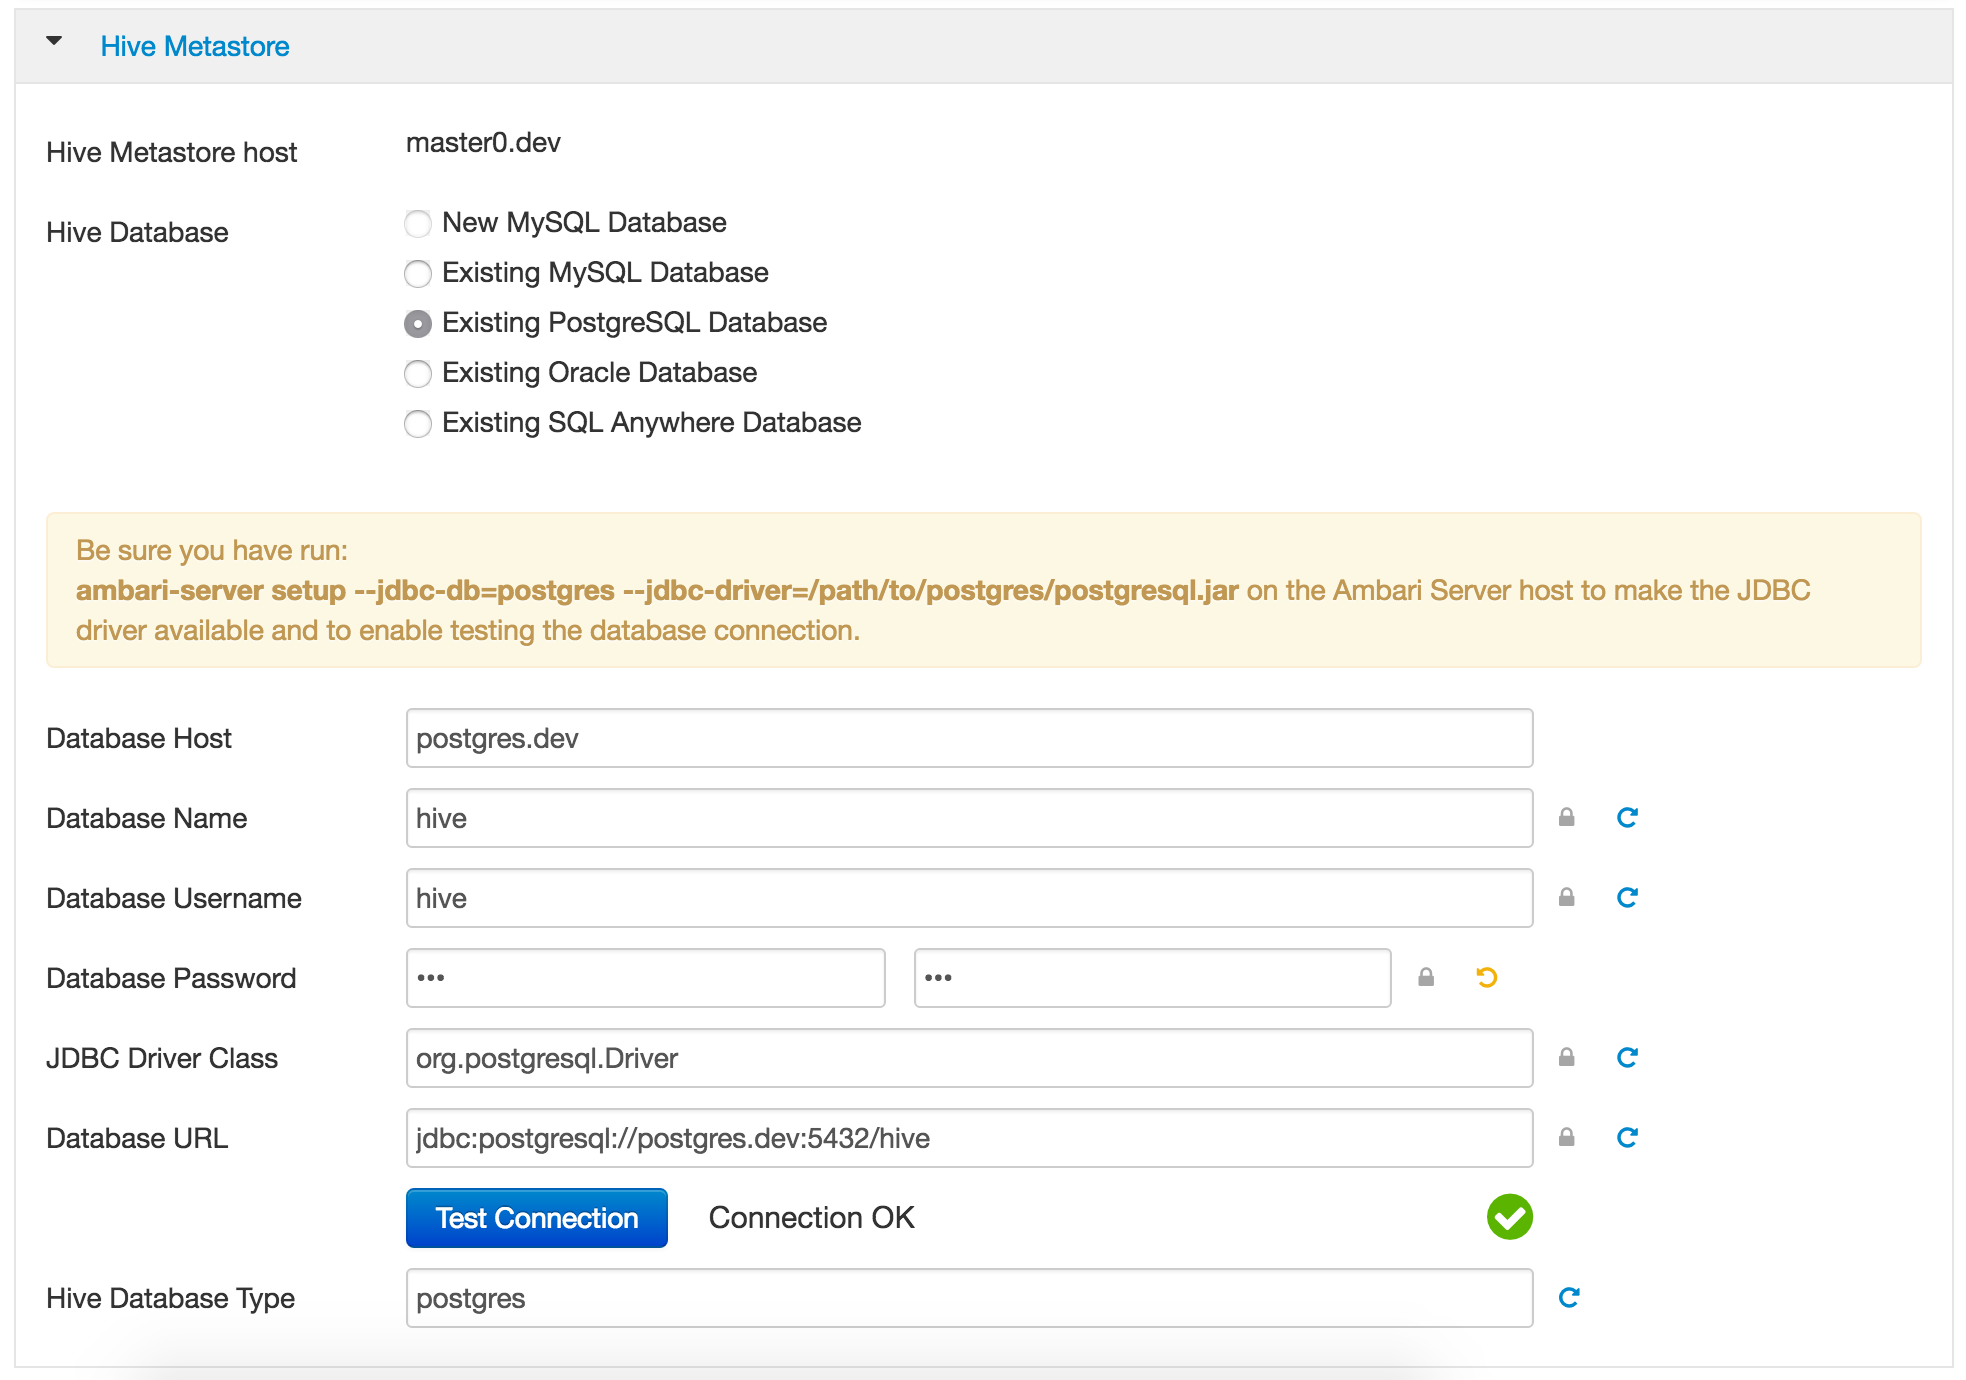 Hive Metastore
Hive Metastore host
master0.dev
Hive Database
New MySQL Database
Existing MySQL Database
Existing PostgreSQL Database
Existing Oracle Database
Existing SQL Anywhere Database
Be sure you have run:
ambari-server setup --jdbc-db=postgres --jdbc-driver=/path/to/postgres/postgresql.jar on the Ambari Server host to make the JDBC
driver available and to enable testing the database connection.
Database Host
postgres.dev
Database Name
hive
Database Username
hive
Database Password
••• •••
JDBC Driver Class
org.postgresql.Driver
Database URL
jdbc:postgresql://postgres.dev:5432/hive
Test Connection
Connection OK
Hive Database Type
postgres